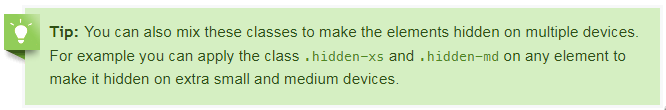 Tip: You can also mix these classes to make the elements hidden on multiple devices.
For example you can apply the class .hidden-xs and .hidden-md on any element to
make it hidden on extra small and medium devices.